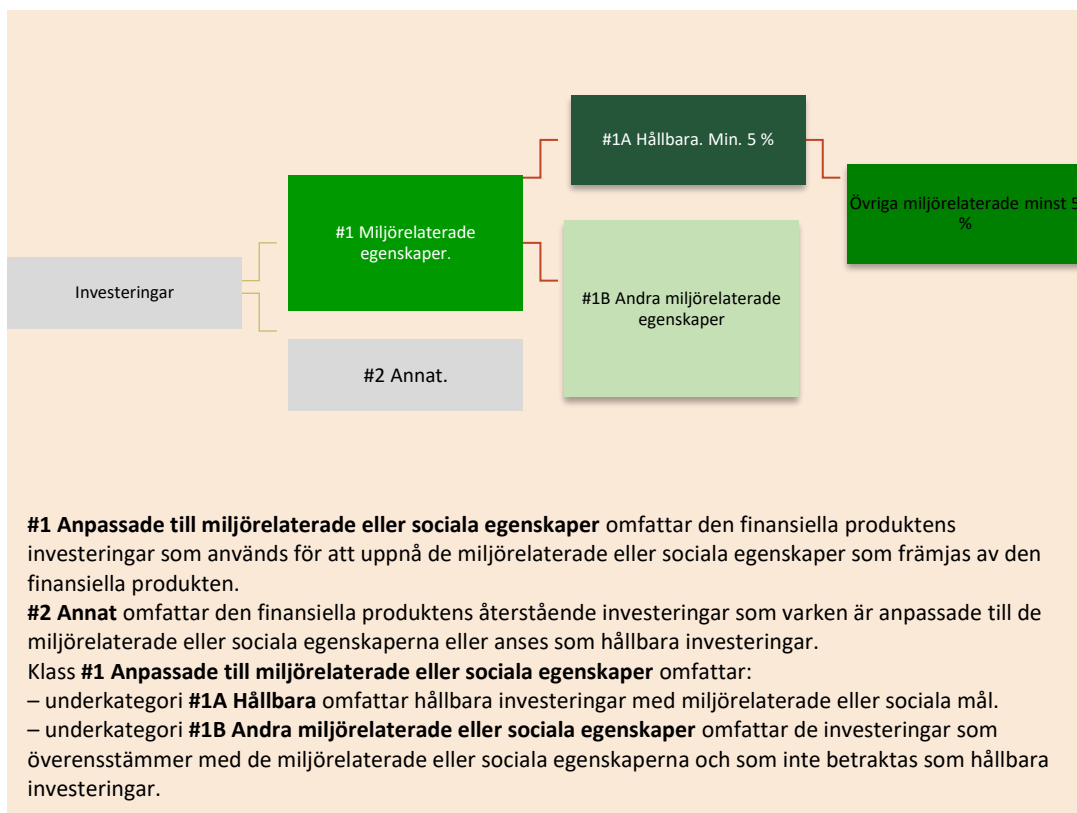 #1A Hållbara. Min. 5 %
Övriga miljörelaterade minst 5
%
#1 Miljörelaterade
egenskaper.
Investeringar
#1B Andra miljörelaterade
egenskaper
#2 Annat.
#1 Anpassade till miljörelaterade eller sociala egenskaper omfattar den finansiella produktens
investeringar som används för att uppnå de miljörelaterade eller sociala egenskaper som främjas av den
finansiella produkten.
#2 Annat omfattar den finansiella produktens återstående investeringar som varken är anpassade till de
miljörelaterade eller sociala egenskaperna eller anses som hållbara investeringar.
Klass #1 Anpassade till miljörelaterade eller sociala egenskaper omfattar:
– underkategori #1A Hållbara omfattar hållbara investeringar med miljörelaterade eller sociala mål.
– underkategori #1B Andra miljörelaterade eller sociala egenskaper omfattar de investeringar som
överensstämmer med de miljörelaterade eller sociala egenskaperna och som inte betraktas som hållbara
investeringar.